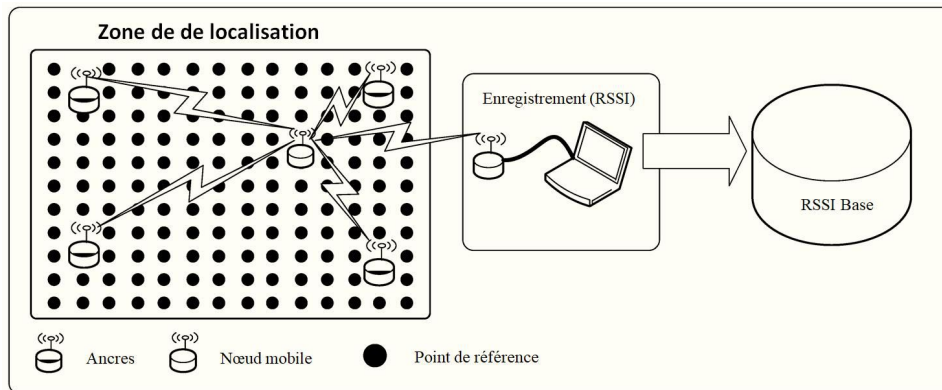 Zone de de localisation
Enregistrement (RSSI)
RSSI Base
Ancres
Nœud mobile
Point de référence